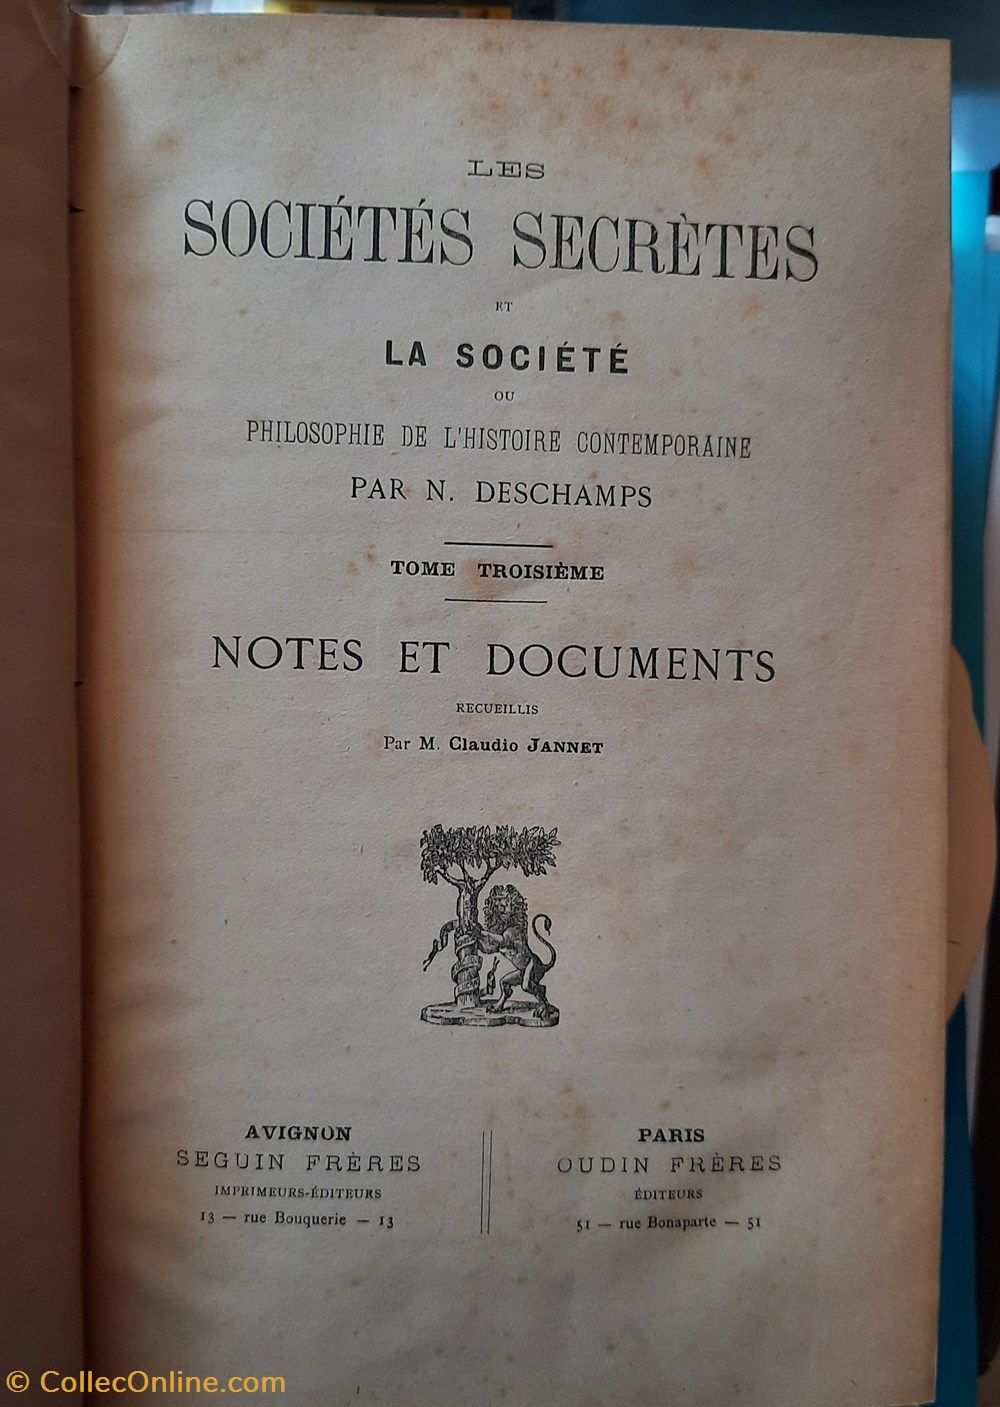 LES
SOCIÉTÉS SECRÈTES
ET
LA SOCIÉTÉ
OU
PHILOSOPHIE DE L'HISTOIRE CONTEMPORAINE
PAR N. DESCHAMPS
TOME TROISIÈME
NOTES ET DOCUMENTS
RECUEILLIS
Par M. Claudio JANNET
AVIGNON
SEGUIN FRÈRES
IMPRIMEURS-ÉDITEURS
13 — rue Bouquerie — 13
PARIS
OUDIN FRÈRES
ÉDITEURS
51 — rue Bonaparte — 51
© CollecOnline.com